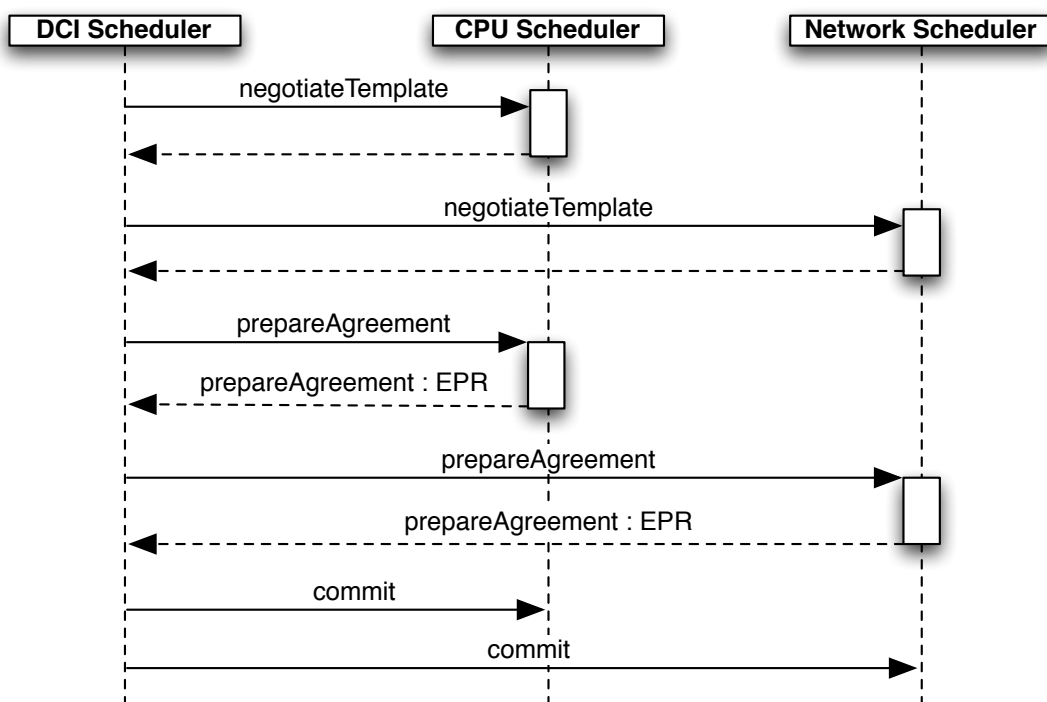 DCI Scheduler
CPU Scheduler
Network Scheduler
negotiateTemplate
negotiateTemplate
prepareAgreement
prepareAgreement : EPR
prepareAgreement
prepareAgreement : EPR
commit
commit